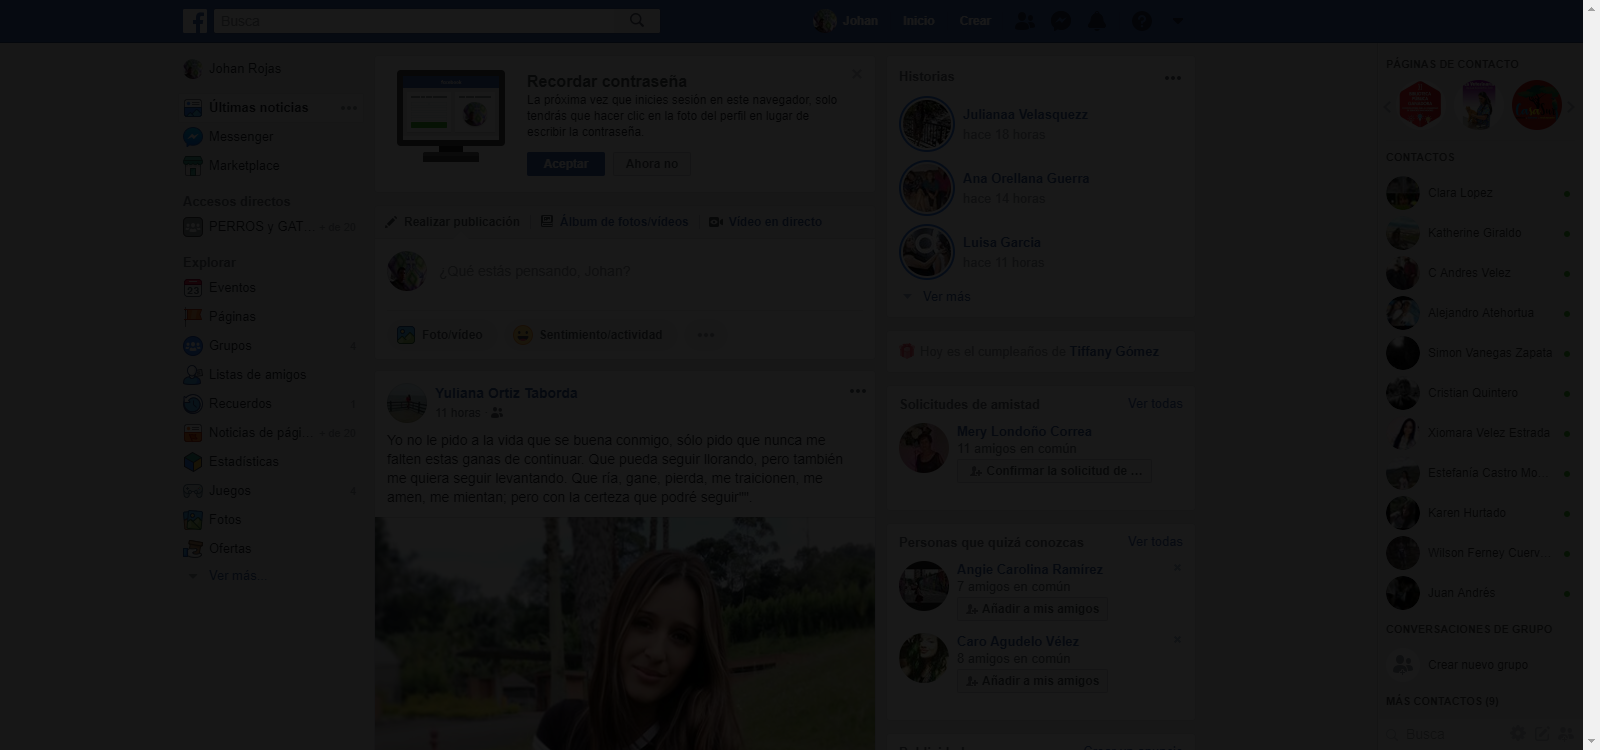 Busca
Johan
Inicio
Crear
Johan Rojas
Últimas noticias
Messenger
Marketplace
Accesos directos
PERROS y GAT...
Explorar
Eventos
Páginas
Grupos
Listas de amigos
Recuerdos
Noticias de pági...
Estadísticas
Juegos
Fotos
Ofertas
Ver más...
Recordar contraseña
La próxima vez que inicies sesión en este navegador, solo
tendrás que hacer clic en la foto del perfil en lugar de
escribir la contraseña.
Aceptar
Ahora no
Realizar publicación
Álbum de fotos/vídeos
Vídeo en directo
¿Qué estás pensando, Johan?
Foto/vídeo
Sentimiento/actividad
Yuliana Ortiz Taborda
11 horas
Yo no le pido a la vida que se buena conmigo, sólo pido que nunca me
falten estas ganas de continuar. Que pueda seguir llorando, pero también
me quiera seguir levantando. Que ría, gane, pierda, me traicionen, me
amen, me mientan, pero con la certeza que podré seguir
Historias
Julianaa Velasquezz
hace 18 horas
Ana Orellana Guerra
hace 14 horas
Luisa García
hace 11 horas
Ver más
Hoy es el cumpleaños de Tiffany Gómez
Solicitudes de amistad
Ver todas
Mery Londoño Correa
11 amigos en común
Confirmar la solicitud de ...
Personas que quizá conozcas
Ver todas
Angie Carolina Ramirez
7 amigos en común
Añadir a mis amigos
Caro Agudelo Vélez
8 amigos en común
Añadir a mis amigos
PÁGINAS DE CONTACTO
CONTACTOS
Clara Lopez
Katherine Giraldo
C Andres Velez
Alejandro Atehortua
Simon Vanegas Zapata
Cristian Quintero
Xiomara Velez Estrada
Estefanía Castro Mo...
Karen Hurtado
Wilson Ferney Cuerv...
Juan Andrés
CONVERSACIONES DE GRUPO
Crear nuevo grupo
MÁS CONTACTOS (9)
Busca